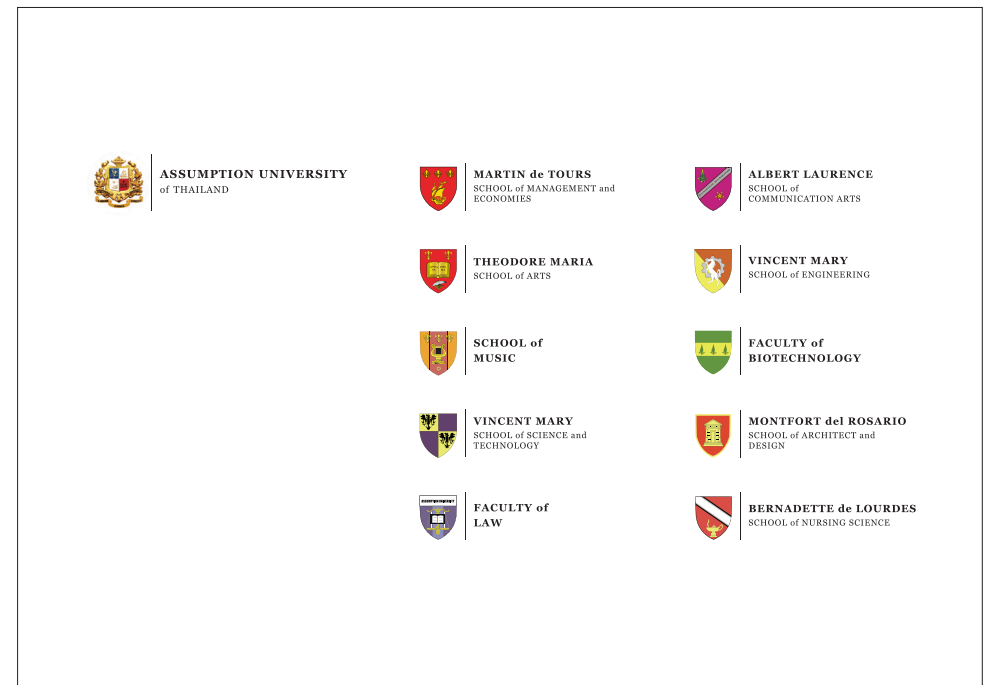 ASSUMPTION UNIVERSITY
of THAILAND
MARTIN de TOURS
SCHOOL of MANAGEMENT and
ECONOMIES
ALBERT LAURENCE
SCHOOL of
COMMUNICATION ARTS
THEODORE MARIA
SCHOOL of ARTS
VINCENT MARY
SCHOOL of ENGINEERING
SCHOOL of
MUSIC
FACULTY of
BIOTECHNOLOGY
VINCENT MARY
SCHOOL of SCIENCE and
TECHNOLOGY
MONTFORT del ROSARIO
SCHOOL of ARCHITECT and
DESIGN
FACULTY of
LAW
BERNADETTE de LOURDES
SCHOOL of NURSING SCIENCE